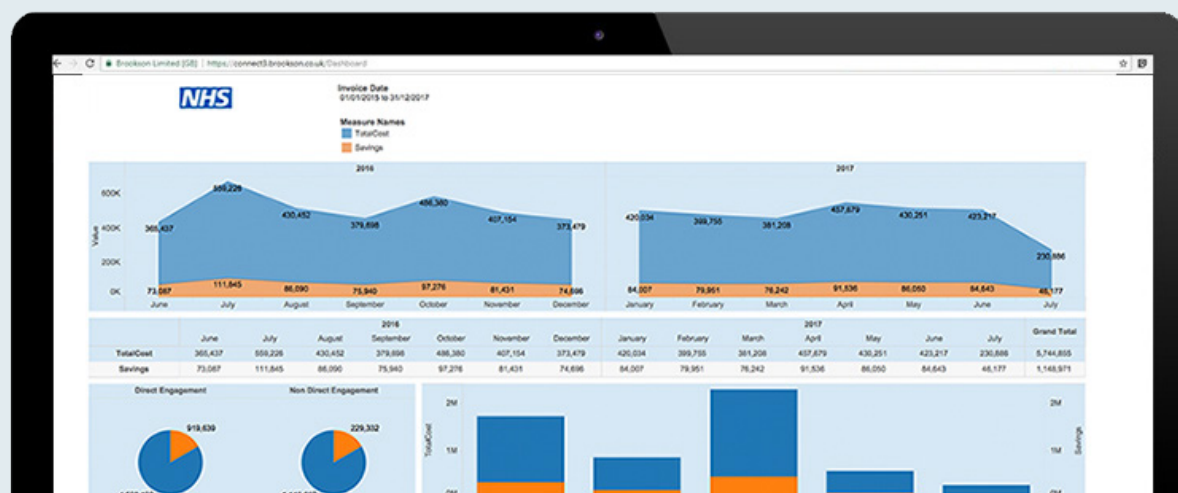 Brookson Limited [GB] | https://connect3.brookson.co.uk/Dashboard
NHS
Invoice Date
01/01/2015 to 31/12/2017
Measure Names
TotalCost
Savings
2016 2017
600K
400K
200K
0K
Value
365,437 559,226 430,452 379,698 486,380 407,154 373,479 420,034 399,755 381,208 457,679 430,251 423,217 230,886
73,087 111,845 86,090 75,940 97,276 81,431 74,696 84,007 79,951 76,242 91,536 86,050 84,643 46,177
June July August September October November December January February March April May June July
2016 2017
June July August September October November December January February March April May June July Grand Total
TotalCost 365,437 559,226 430,452 379,698 486,380 407,154 373,479 420,034 399,755 381,208 457,679 430,251 423,217 230,886 5,744,855
Savings 73,087 111,845 86,090 75,940 97,276 81,431 74,696 84,007 79,951 76,242 91,536 86,050 84,643 46,177 1,148,971
Direct Engagement Non Direct Engagement
919,639 229,332
2M 2M
TotalCost 1M 1M Savings
0M 0M